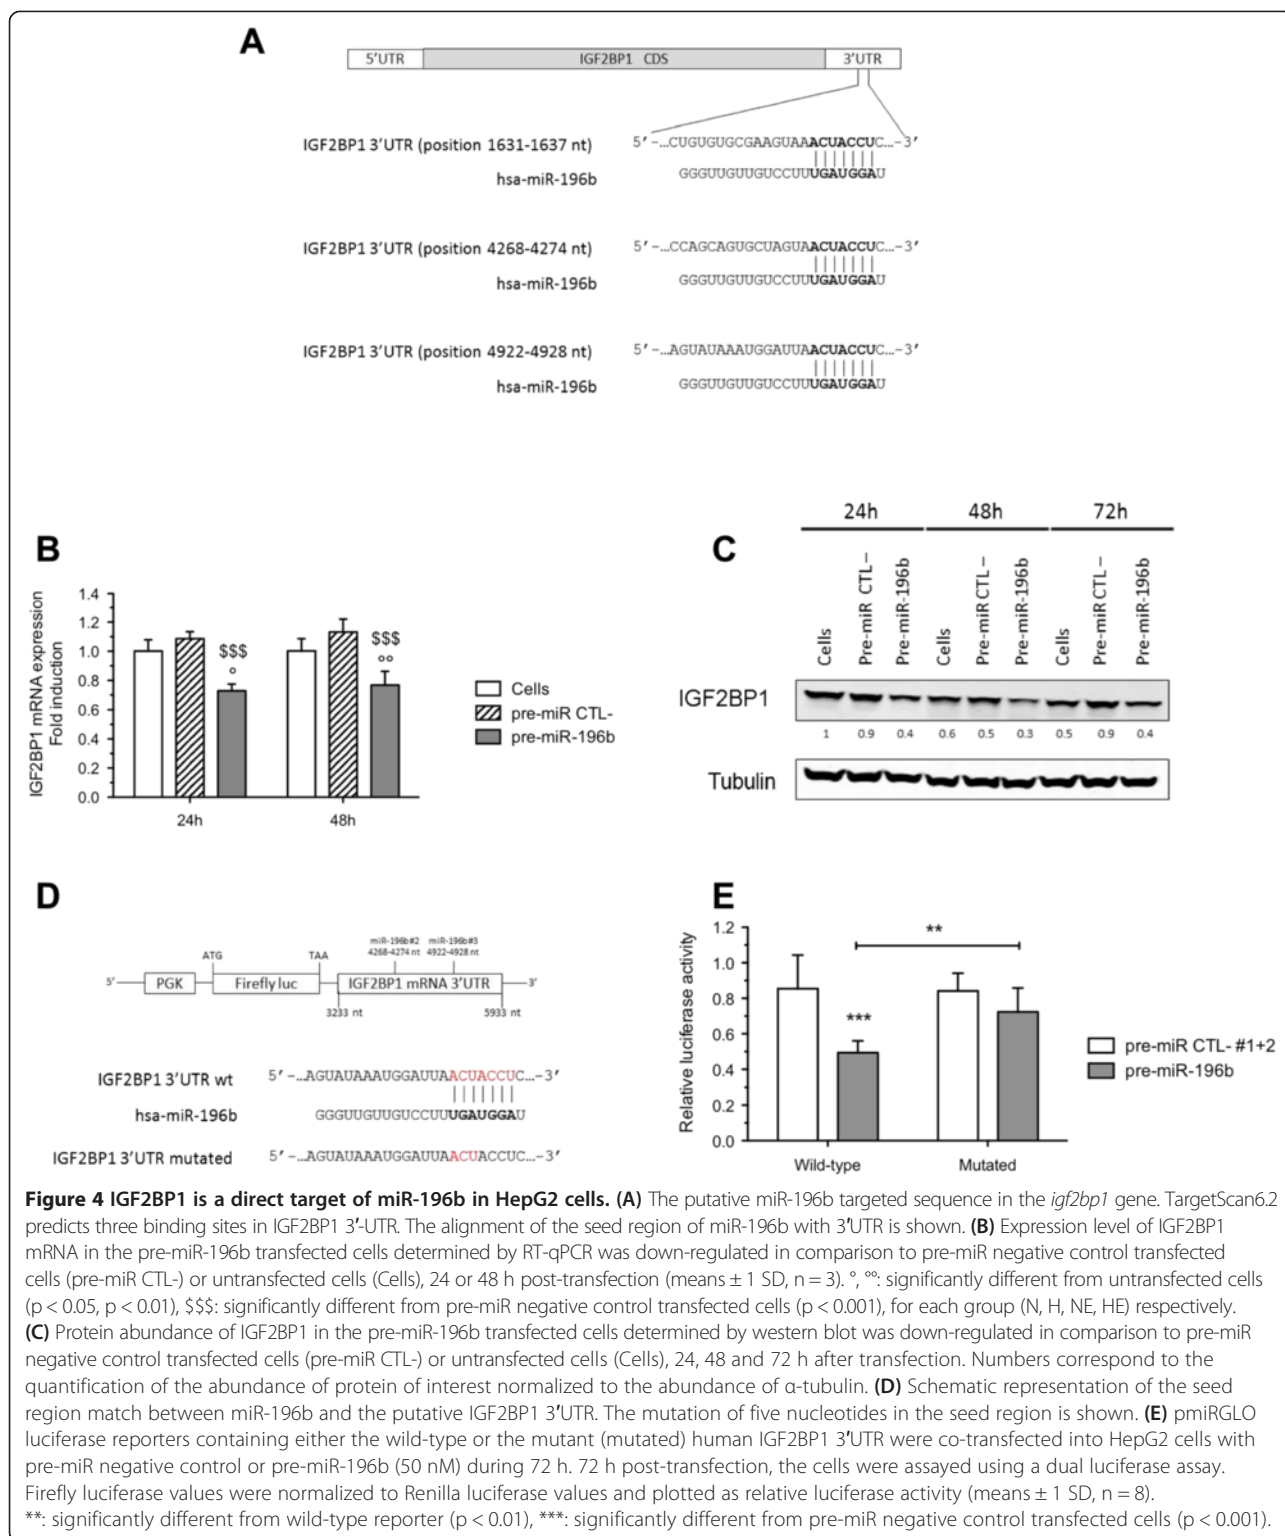 A
5'UTR IGF2BP1 CDS 3'UTR
IGF2BP1 3'UTR (position 1631-1637 nt) 5'-…CUGUGUGCGAAGUAAACUACCUC…-3'
hsa-miR-196b GGGUUGUUGUCCUUUGAUGGAU
IGF2BP1 3'UTR (position 4268-4274 nt) 5'-…CCAGCAGUGCUAGUAACUACCUC…-3'
hsa-miR-196b GGGUUGUUGUCCUUUGAUGGAU
IGF2BP1 3'UTR (position 4922-4928 nt) 5'-…AGUAUAAAUGGAUUAACUACCUC…-3'
hsa-miR-196b GGGUUGUUGUCCUUUGAUGGAU
B
IGF2BP1 mRNA expression
Fold induction
1.4
1.2
1.0
0.8
0.6
0.4
0.2
0.0
$$$
°
$$$
°°
24h 48h
Cells
pre-miR CTL-
pre-miR-196b
C
24h 48h 72h
Cells Pre-miR CTL – Pre-miR-196b Cells Pre-miR CTL – Pre-miR-196b Cells Pre-miR CTL – Pre-miR-196b
IGF2BP1
1 0.9 0.4 0.6 0.5 0.3 0.5 0.9 0.4
Tubulin
D
miR-196b#2 miR-196b#3
4268-4274 nt 4922-4928 nt
ATG TAA
5' PGK Firefly luc IGF2BP1 mRNA 3'UTR 3'
3233 nt 5933 nt
IGF2BP1 3'UTR wt 5'-…AGUAUAAAUGGAUUAACUACCUC…-3'
hsa-miR-196b GGGUUGUUGUCCUUUGAUGGAU
IGF2BP1 3'UTR mutated 5'-…AGUAUAAAUGGAUUAACUACCUC…-3'
E
Relative luciferase activity
1.2
1.0
0.8
0.6
0.4
0.2
0.0
**
***
Wild-type Mutated
pre-miR CTL- #1+2
pre-miR-196b
Figure 4 IGF2BP1 is a direct target of miR-196b in HepG2 cells. (A) The putative miR-196b targeted sequence in the igf2bp1 gene. TargetScan6.2
predicts three binding sites in IGF2BP1 3′-UTR. The alignment of the seed region of miR-196b with 3′UTR is shown. (B) Expression level of IGF2BP1
mRNA in the pre-miR-196b transfected cells determined by RT-qPCR was down-regulated in comparison to pre-miR negative control transfected
cells (pre-miR CTL-) or untransfected cells (Cells), 24 or 48 h post-transfection (means ± 1 SD, n = 3). °, °°: significantly different from untransfected cells
(p < 0.05, p < 0.01), $$$: significantly different from pre-miR negative control transfected cells (p < 0.001), for each group (N, H, NE, HE) respectively.
(C) Protein abundance of IGF2BP1 in the pre-miR-196b transfected cells determined by western blot was down-regulated in comparison to pre-miR
negative control transfected cells (pre-miR CTL-) or untransfected cells (Cells), 24, 48 and 72 h after transfection. Numbers correspond to the
quantification of the abundance of protein of interest normalized to the abundance of α-tubulin. (D) Schematic representation of the seed
region match between miR-196b and the putative IGF2BP1 3′UTR. The mutation of five nucleotides in the seed region is shown. (E) pmiRGLO
luciferase reporters containing either the wild-type or the mutant (mutated) human IGF2BP1 3′UTR were co-transfected into HepG2 cells with
pre-miR negative control or pre-miR-196b (50 nM) during 72 h. 72 h post-transfection, the cells were assayed using a dual luciferase assay.
Firefly luciferase values were normalized to Renilla luciferase values and plotted as relative luciferase activity (means ± 1 SD, n = 8).
**: significantly different from wild-type reporter (p < 0.01), ***: significantly different from pre-miR negative control transfected cells (p < 0.001).